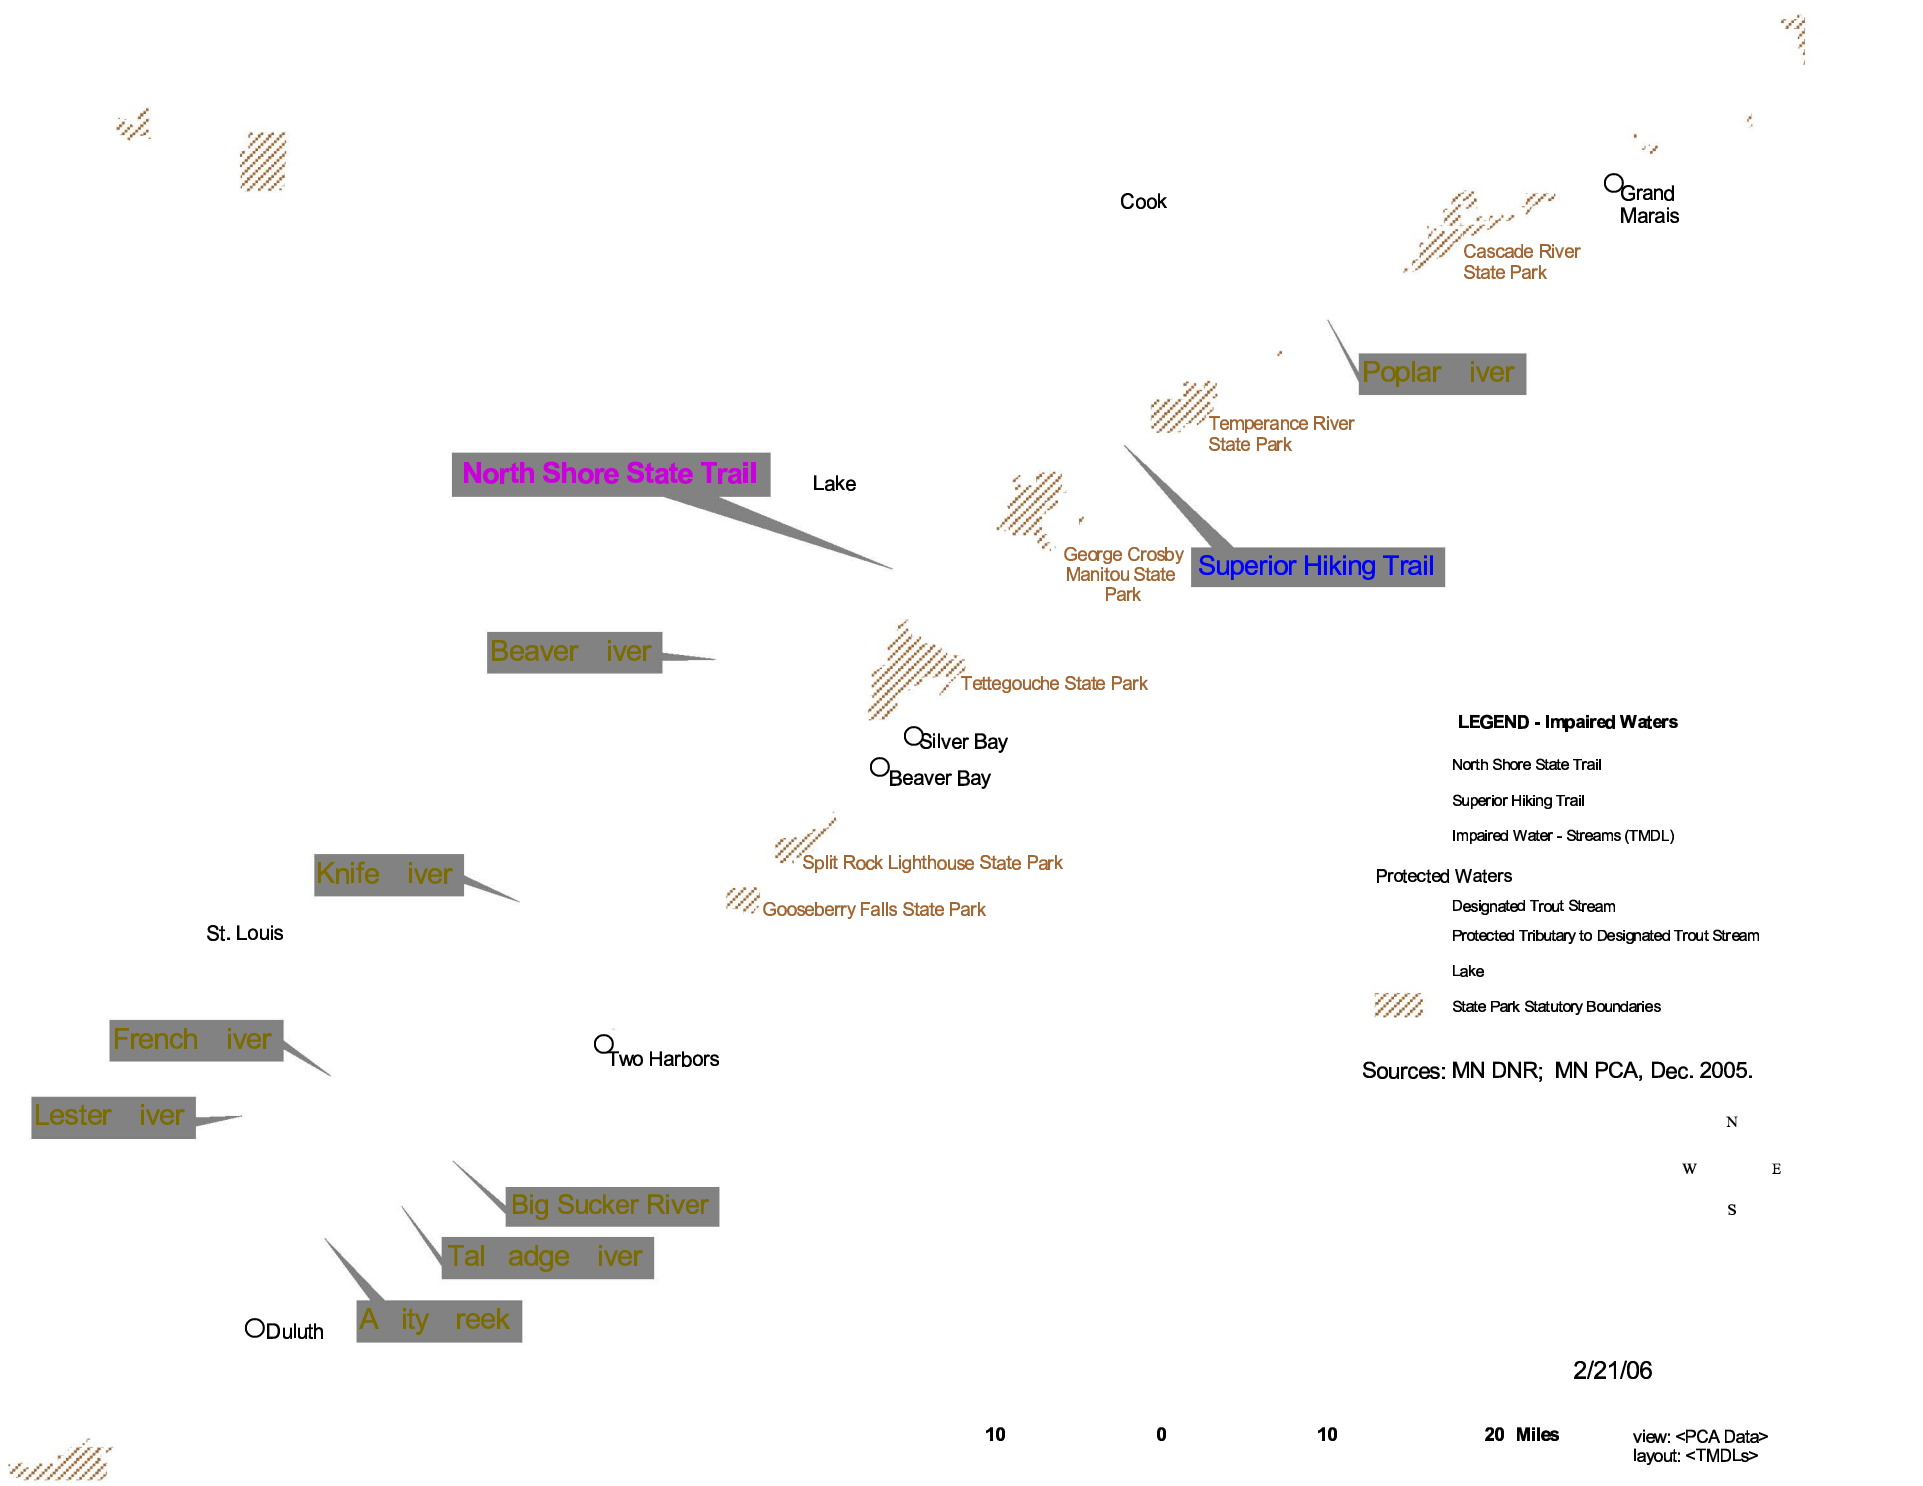 Cook
Grand
Marais
Cascade River
State Park
Poplar iver
Temperance River
State Park
North Shore State Trail
Lake
George Crosby
Manitou State
Park
Superior Hiking Trail
Beaver iver
Tettegouche State Park
Silver Bay
Beaver Bay
Split Rock Lighthouse State Park
Knife iver
Gooseberry Falls State Park
St. Louis
French iver
Two Harbors
Lester iver
Big Sucker River
Tal adge iver
A ity reek
Duluth
LEGEND - Impaired Waters
North Shore State Trail
Superior Hiking Trail
Impaired Water - Streams (TMDL)
Protected Waters
Designated Trout Stream
Protected Tributary to Designated Trout Stream
Lake
State Park Statutory Boundaries
Sources: MN DNR; MN PCA, Dec. 2005.
N
W E
S
2/21/06
10 0 10 20 Miles
view: <PCA Data>
layout: <TMDLs>